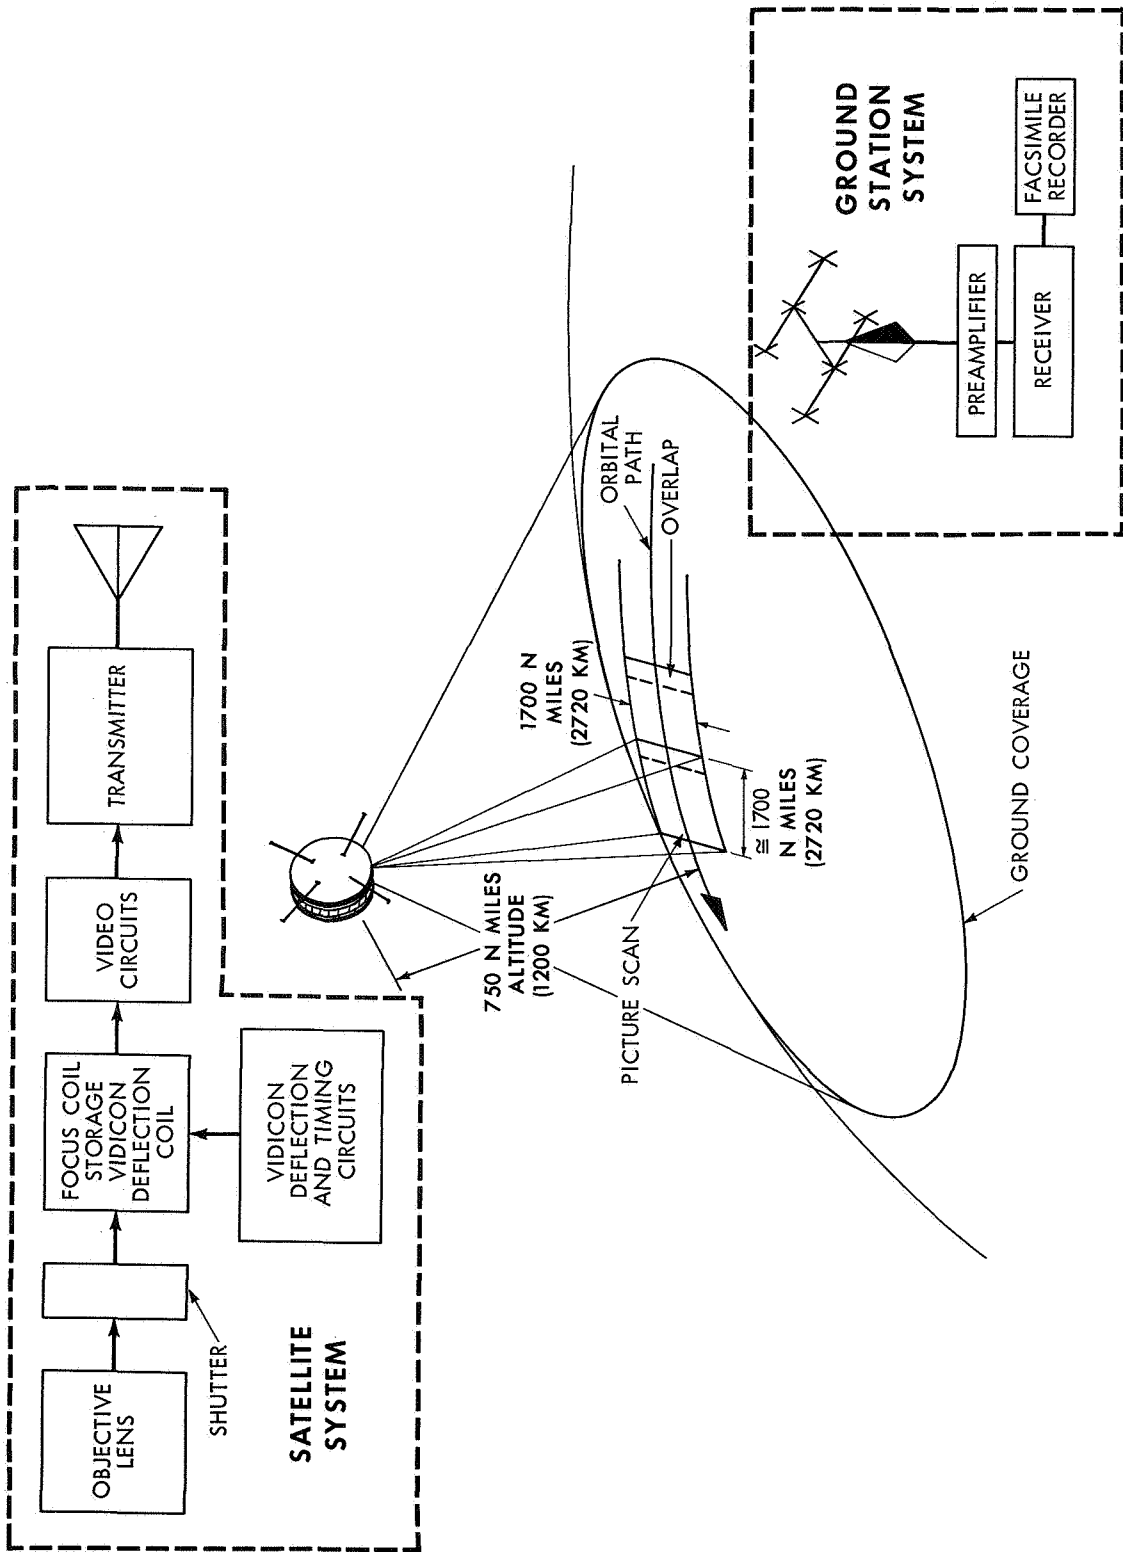 OBJECTIVE
LENS
SHUTTER
FOCUS COIL
STORAGE
VIDICON
DEFLECTION
COIL
VIDICON
DEFLECTION
AND TIMING
CIRCUITS
VIDEO
CIRCUITS
TRANSMITTER
SATELLITE
SYSTEM
750 N MILES
ALTITUDE
(1200 KM)
PICTURE SCAN
1700 N
MILES
(2720 KM)
≅ 1700
N MILES
(2720 KM)
ORBITAL
PATH
OVERLAP
GROUND COVERAGE
GROUND
STATION
SYSTEM
PREAMPLIFIER
RECEIVER
FACSIMILE
RECORDER